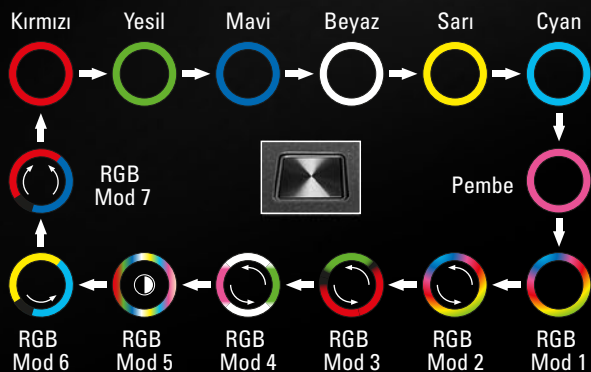 Kırmızı
Yesil
Mavi
Beyaz
Sarı
Cyan
RGB
Mod 7
Pembe
RGB
Mod 6
RGB
Mod 5
RGB
Mod 4
RGB
Mod 3
RGB
Mod 2
RGB
Mod 1